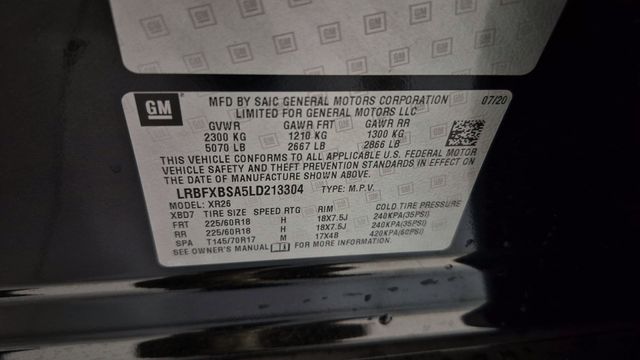 GM
MFD BY SAIC GENERAL MOTORS CORPORATION 07/20
LIMITED FOR GENERAL MOTORS LLC
GVWR GAWR FRT GAWR RR
2300 KG 1210 KG 1300 KG
5070 LB 2667 LB 2866 LB
THIS VEHICLE CONFORMS TO ALL APPLICABLE U.S. FEDERAL MOTOR
VEHICLE SAFETY AND THEFT PREVENTION STANDARDS IN EFFECT ON THE
DATE OF MANUFACTURE SHOWN ABOVE.
LRBFXBSA5LD213304 TYPE: M.P.V.
MODEL: XR26
XBD7 TIRE SIZE SPEED RTG RIM COLD TIRE PRESSURE
FRT 225/60R18 H 18X7.5J 240KPA(35PSI)
RR 225/60R18 H 18X7.5J 240KPA(35PSI)
SPA T145/70R17 M 17X4B 420KPA(60PSI)
SEE OWNER'S MANUAL FOR MORE INFORMATION.